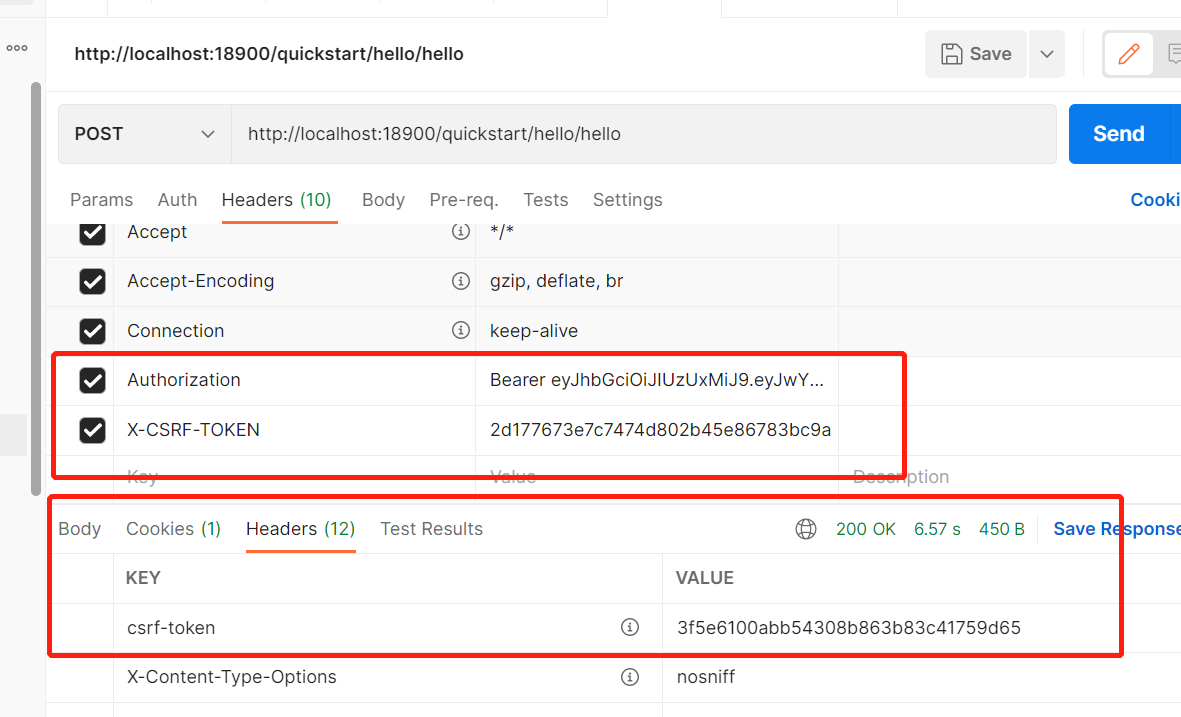 http://localhost:18900/quickstart/hello/hello
Save
POST
http://localhost:18900/quickstart/hello/hello
Send
Params Auth Headers (10) Body Pre-req. Tests Settings Cooki
Accept */*
Accept-Encoding gzip, deflate, br
Connection keep-alive
Authorization Bearer eyJhbGciOiJIUzUxMiJ9.eyJwY...
X-CSRF-TOKEN 2d177673e7c7474d802b45e86783bc9a
Key Value Description
Body Cookies (1) Headers (12) Test Results 200 OK 6.57 s 450 B Save Response
KEY VALUE
csrf-token 3f5e6100abb54308b863b83c41759d65
X-Content-Type-Options nosniff